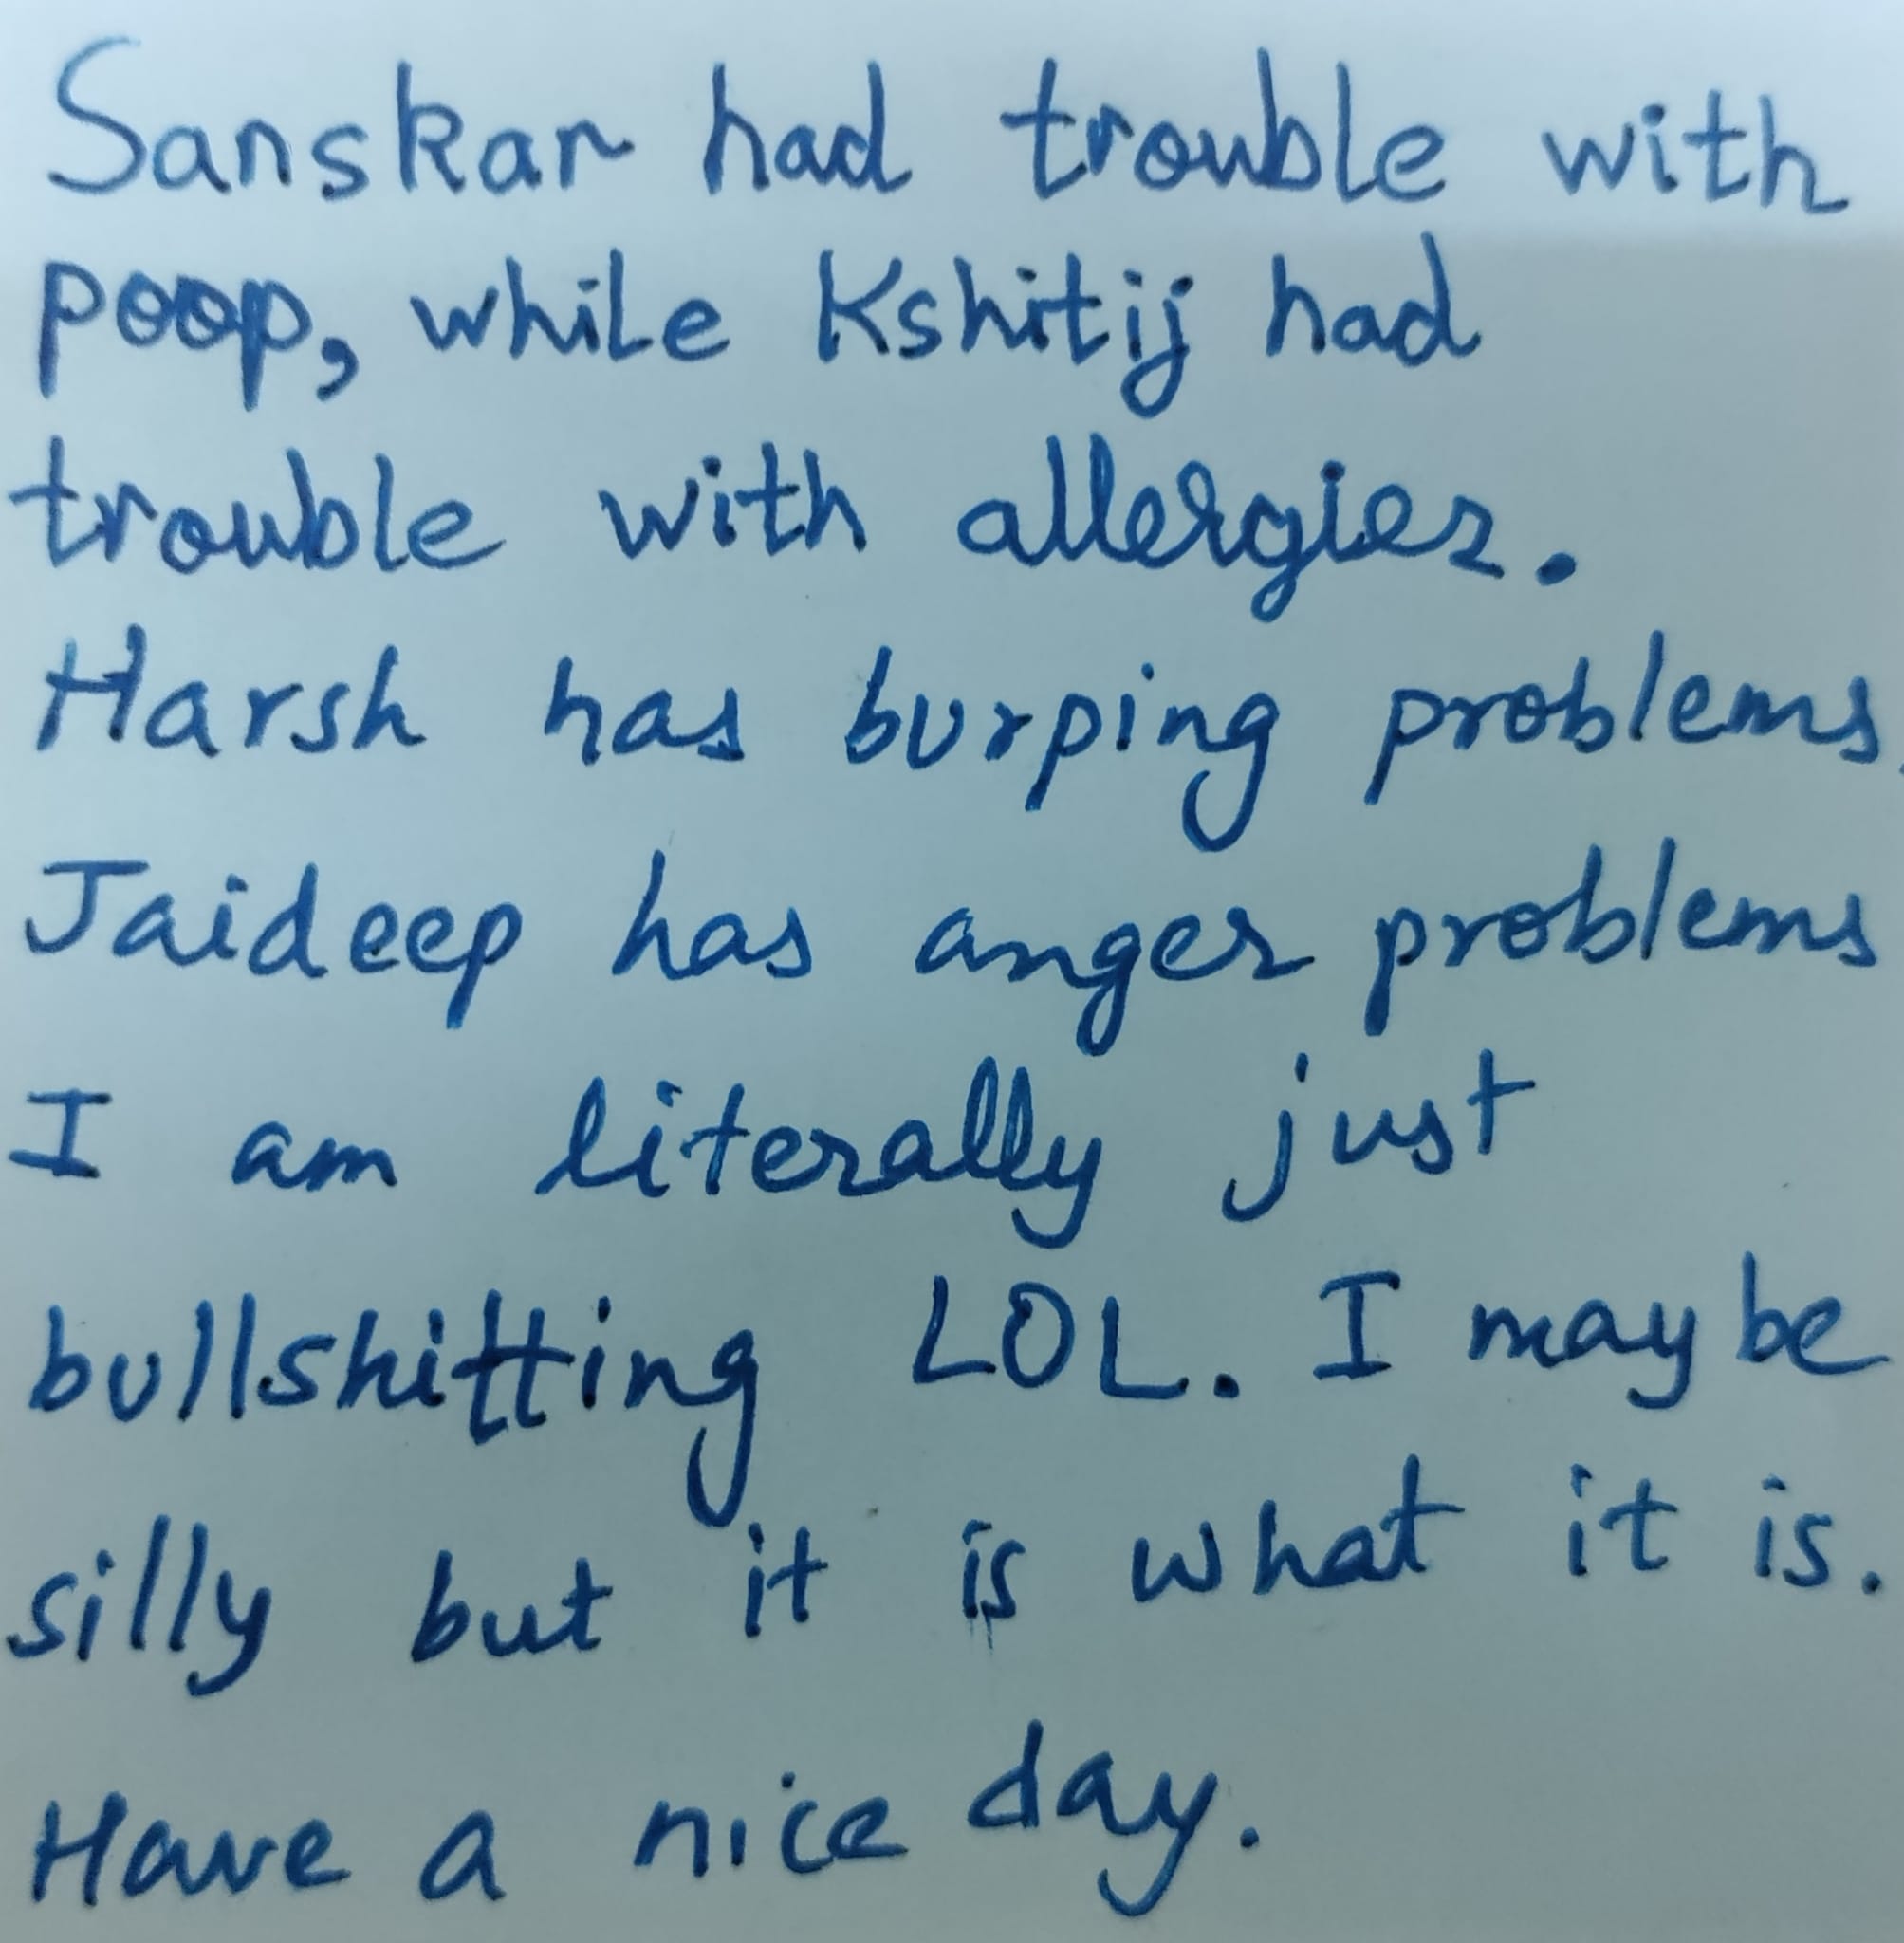 Sanskar had trouble with
poop, while Kshitij had
trouble with allergies.
Harsh has burping problems.
Jaideep has anger problems
I am literally just
bullshitting LOL. I may be
silly but it is what it is.
Have a nice day.